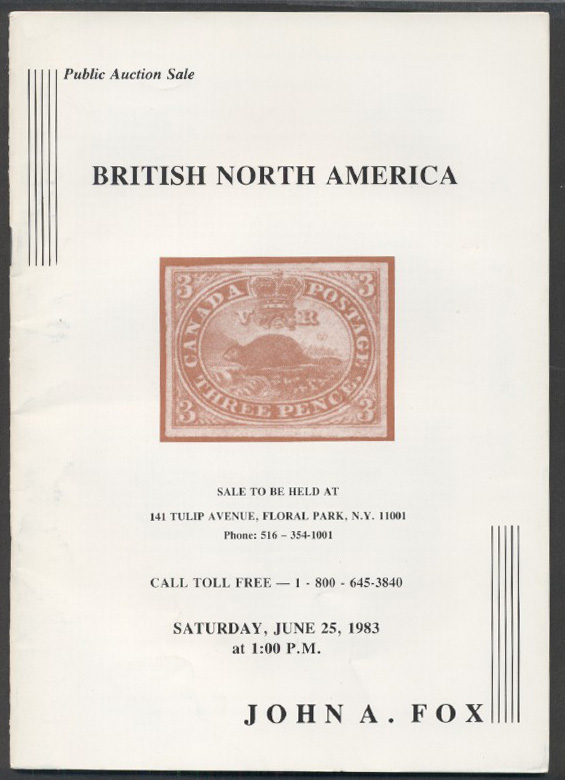 Public Auction Sale
BRITISH NORTH AMERICA
3 3
CANADA POSTAGE
V R
THREE PENCE.
3 3
SALE TO BE HELD AT
141 TULIP AVENUE, FLORAL PARK, N.Y. 11001
Phone: 516 – 354-1001
CALL TOLL FREE — 1 - 800 - 645-3840
SATURDAY, JUNE 25, 1983
at 1:00 P.M.
JOHN A. FOX